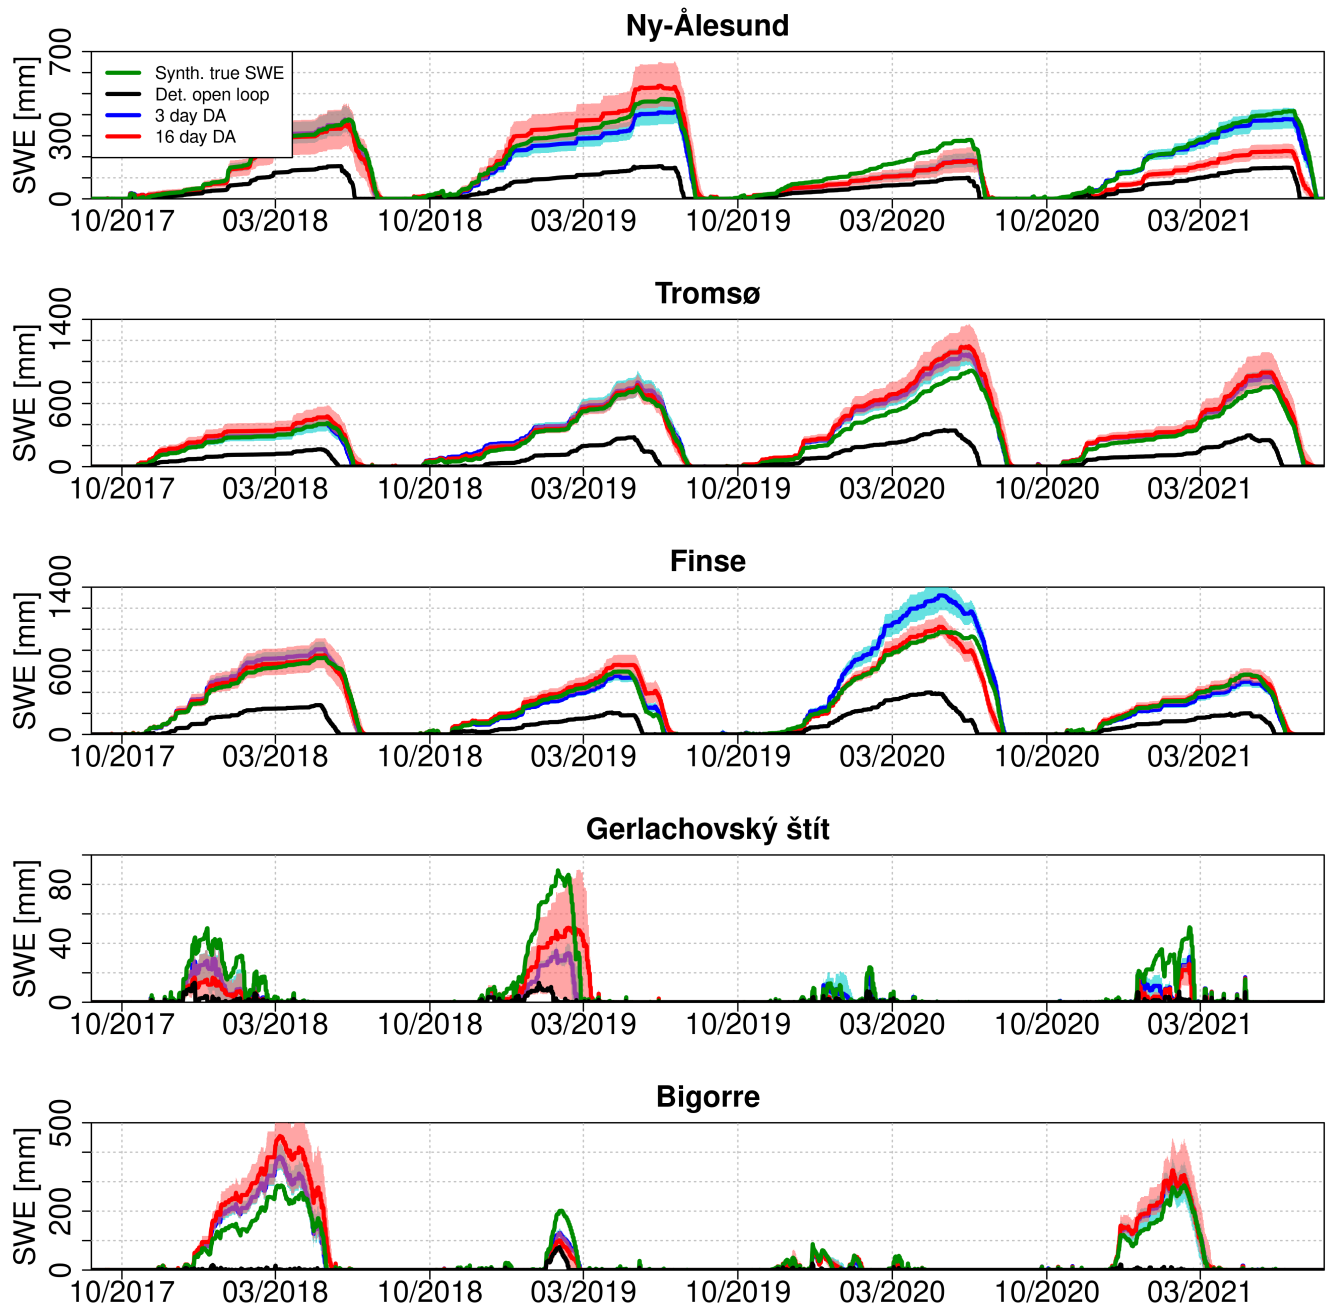 Ny-Ålesund
SWE [mm]
0 300 700
Synth. true SWE
Det. open loop
3 day DA
16 day DA
10/2017 03/2018 10/2018 03/2019 10/2019 03/2020 10/2020 03/2021
Tromsø
SWE [mm]
0 600 1400
10/2017 03/2018 10/2018 03/2019 10/2019 03/2020 10/2020 03/2021
Finse
SWE [mm]
0 600 1400
10/2017 03/2018 10/2018 03/2019 10/2019 03/2020 10/2020 03/2021
Gerlachovský štít
SWE [mm]
0 40 80
10/2017 03/2018 10/2018 03/2019 10/2019 03/2020 10/2020 03/2021
Bigorre
SWE [mm]
0 200 500
10/2017 03/2018 10/2018 03/2019 10/2019 03/2020 10/2020 03/2021